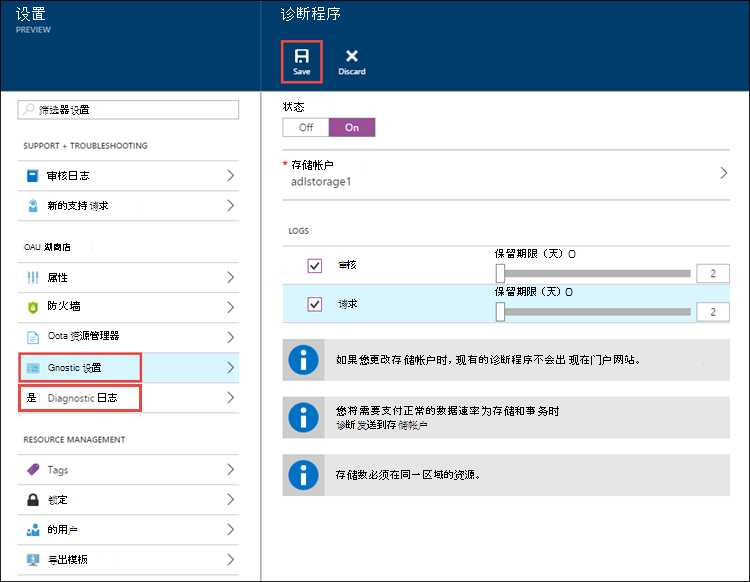 设置
PREVIEW
筛选器设置
SUPPORT + TROUBLESHOOTING
审核日志
新的支持请求
OAU 湖商店
属性
防火墙
Oota 资源管理器
Gnostic 设置
是 Diagnostic 日志
RESOURCE MANAGEMENT
Tags
锁定
的用户
导出模板
诊断程序
Save
Discard
状态
Off
On
* 存储帐户
adlstorage1
LOGS
审核
保留期限（天）O
2
请求
保留期限（天）O
2
如果您更改存储帐户时，现有的诊断程序不会出现在门户网站。
您将需要支付正常的数据速率为存储和事务时
诊断发送到存储帐户
存储数必须在同一区域的资源。